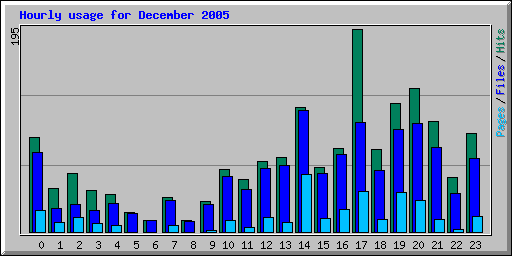 Hourly usage for December 2005
195
Pages/Files/Hits
0 1 2 3 4 5 6 7 8 9 10 11 12 13 14 15 16 17 18 19 20 21 22 23